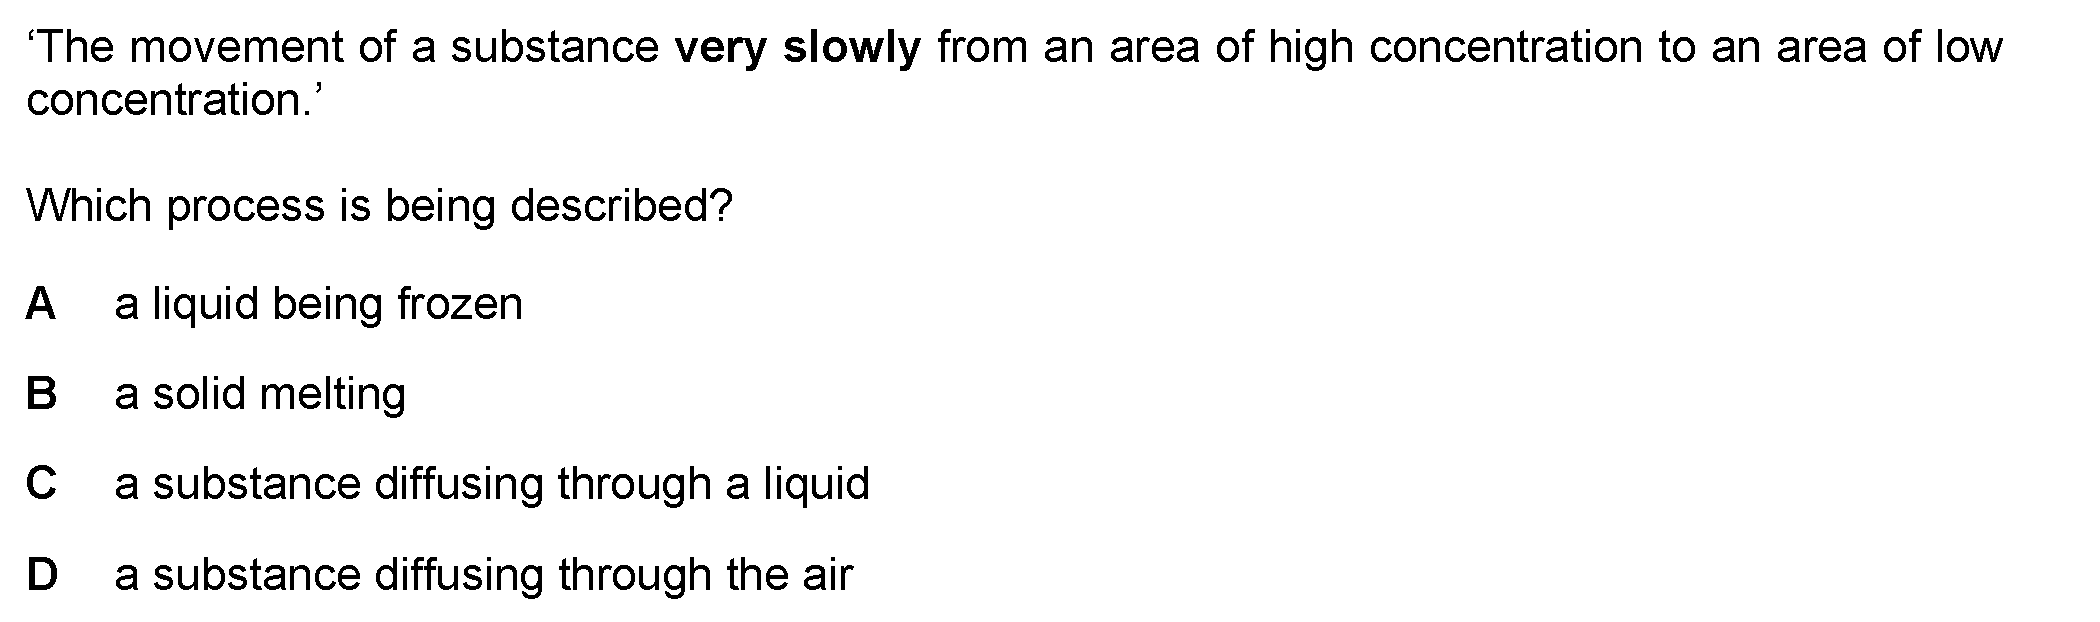 ‘The movement of a substance very slowly from an area of high concentration to an area of low
concentration.’
Which process is being described?
A a liquid being frozen
B a solid melting
C a substance diffusing through a liquid
D a substance diffusing through the air